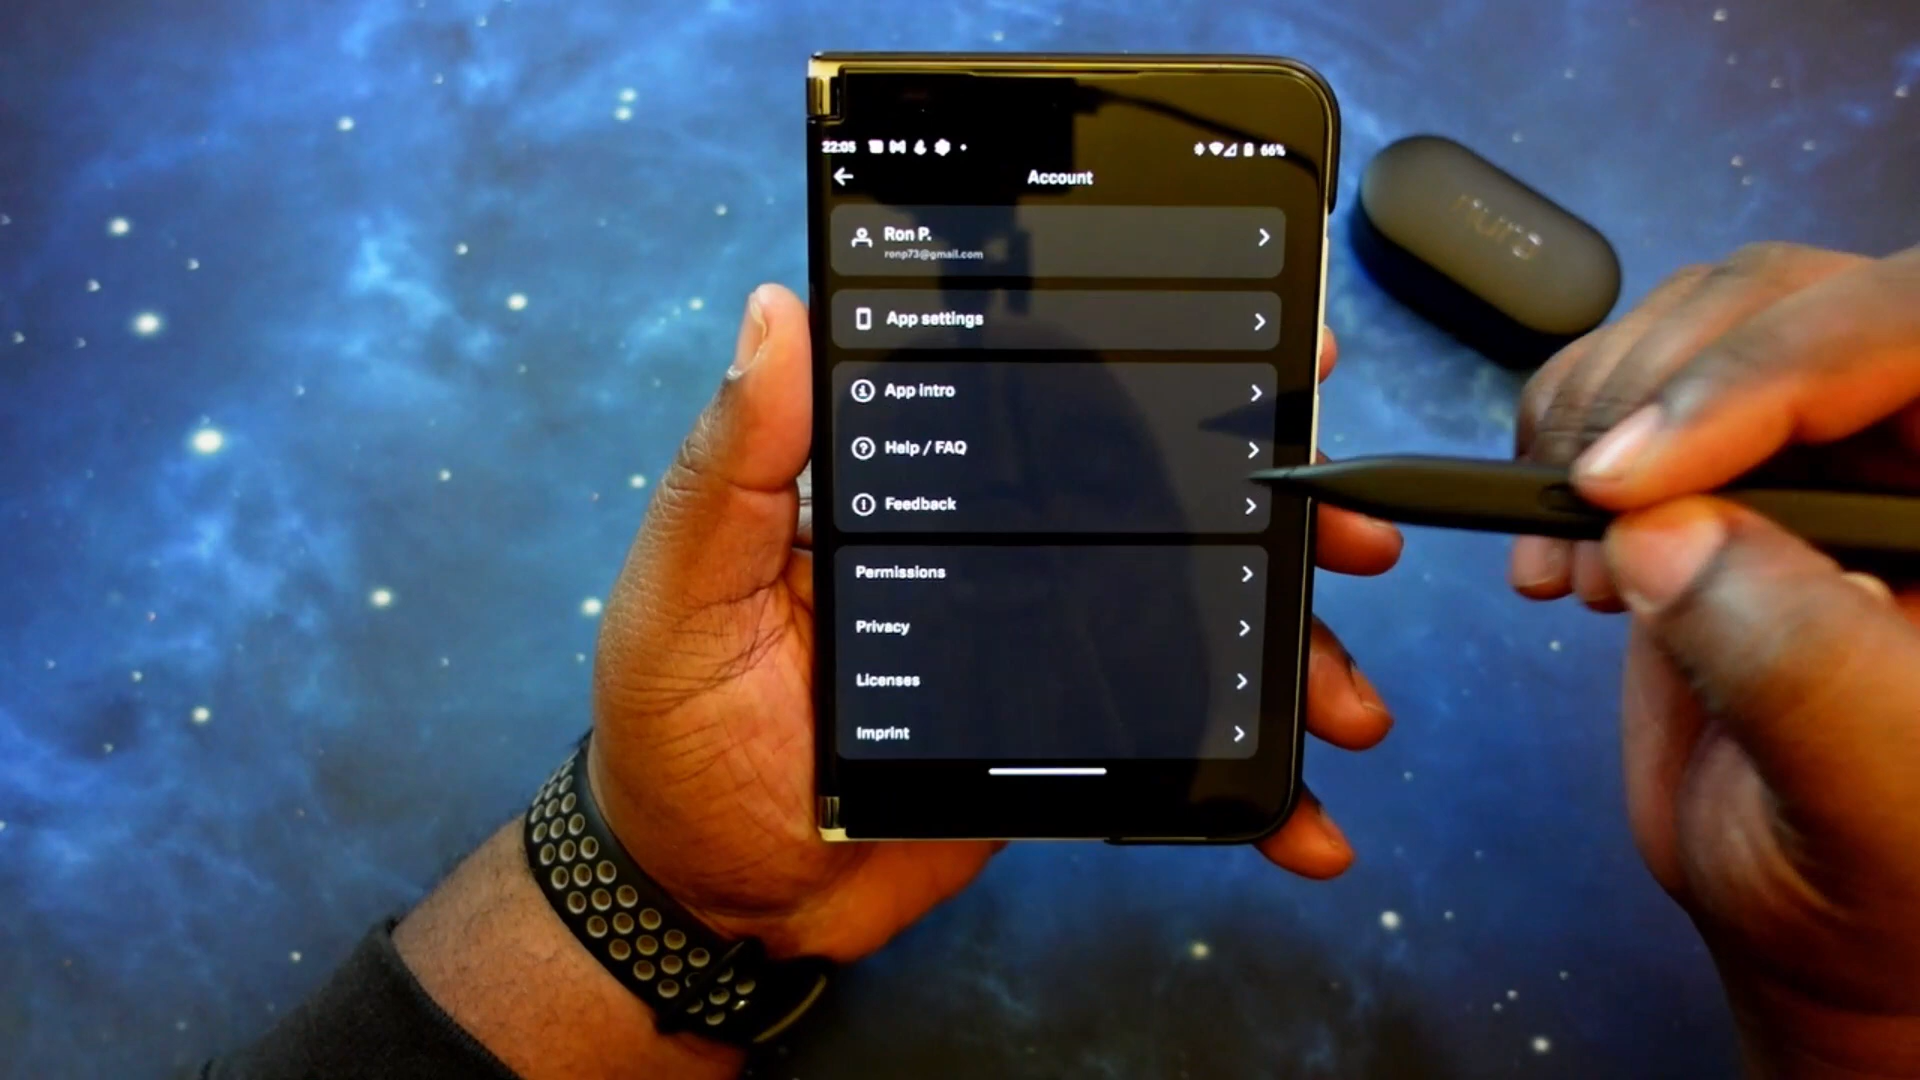 22:05
66%
Account
Ron P.
ronp73@gmail.com
App settings
App intro
Help / FAQ
Feedback
Permissions
Privacy
Licenses
Imprint
nura